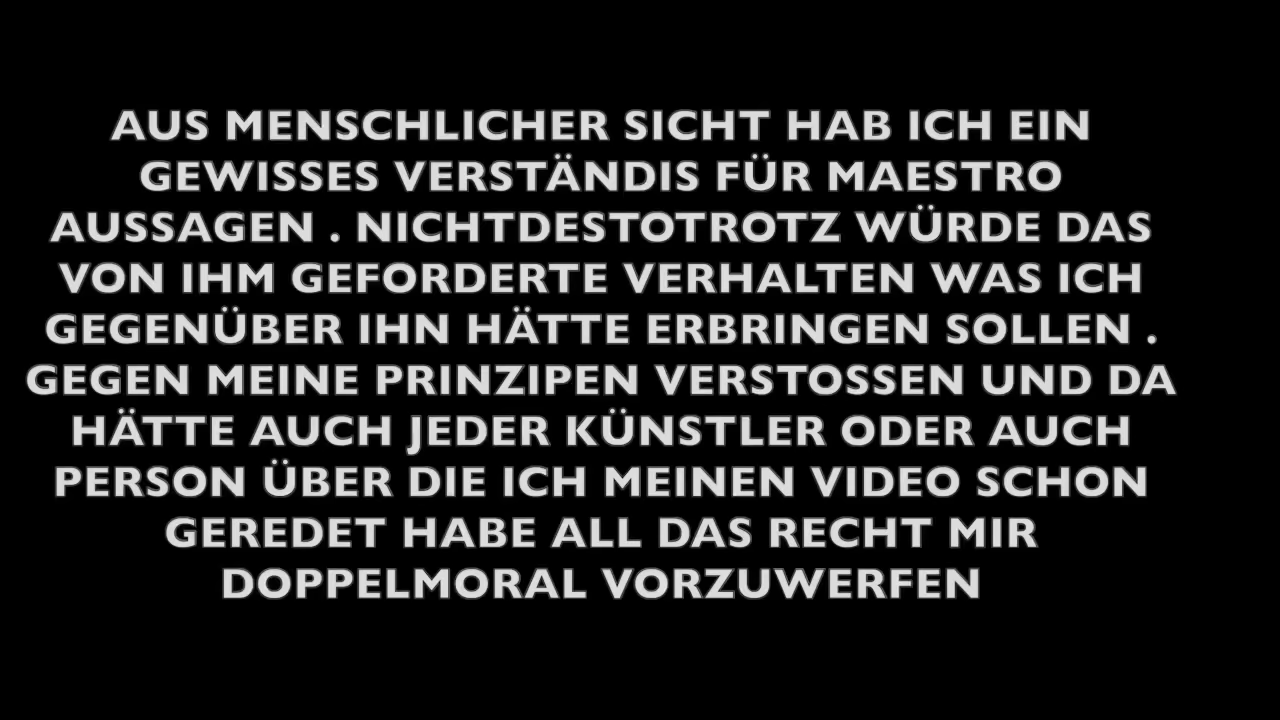 AUS MENSCHLICHER SICHT HAB ICH EIN
GEWISSES VERSTÄNDIS FÜR MAESTRO
AUSSAGEN . NICHTDESTOTROTZ WÜRDE DAS
VON IHM GEFORDERTE VERHALTEN WAS ICH
GEGENÜBER IHN HÄTTE ERBRINGEN SOLLEN .
GEGEN MEINE PRINZIPEN VERSTOSSEN UND DA
HÄTTE AUCH JEDER KÜNSTLER ODER AUCH
PERSON ÜBER DIE ICH MEINEN VIDEO SCHON
GEREDET HABE ALL DAS RECHT MIR
DOPPELMORAL VORZUWERFEN